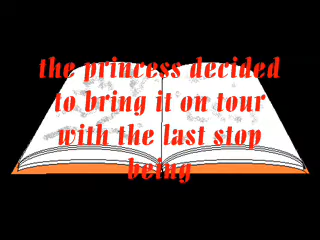 the princess decided
to bring it on tour
with the last stop
being